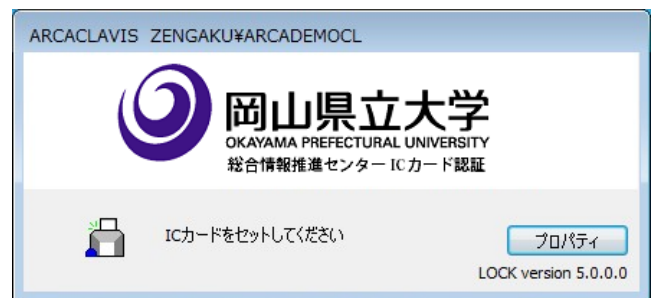 ARCACLAVIS ZENGAKU¥ARCADEMOCL
岡山県立大学
OKAYAMA PREFECTURAL UNIVERSITY
総合情報推進センター ICカード認証
ICカードをセットしてください
プロパティ
LOCK version 5.0.0.0